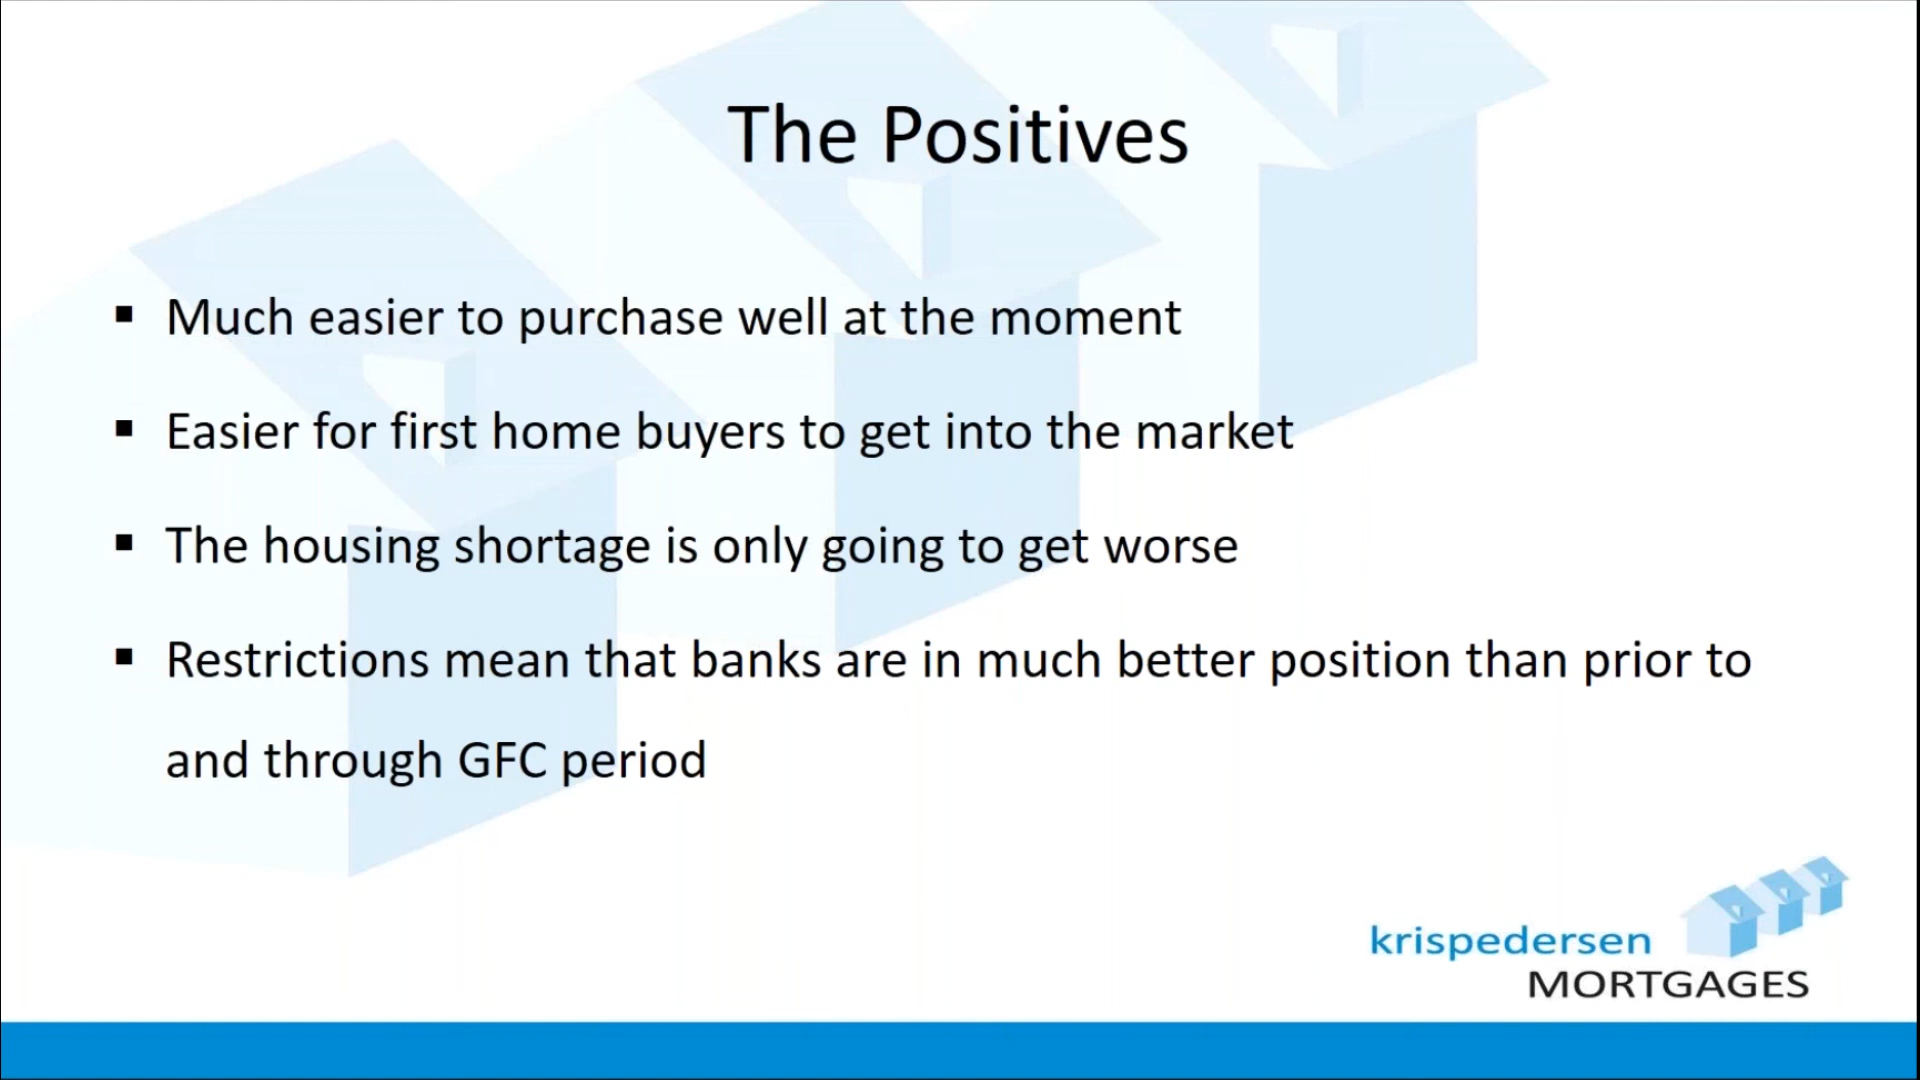 The Positives
▪ Much easier to purchase well at the moment
▪ Easier for first home buyers to get into the market
▪ The housing shortage is only going to get worse
▪ Restrictions mean that banks are in much better position than prior to
and through GFC period
krispedersen
MORTGAGES